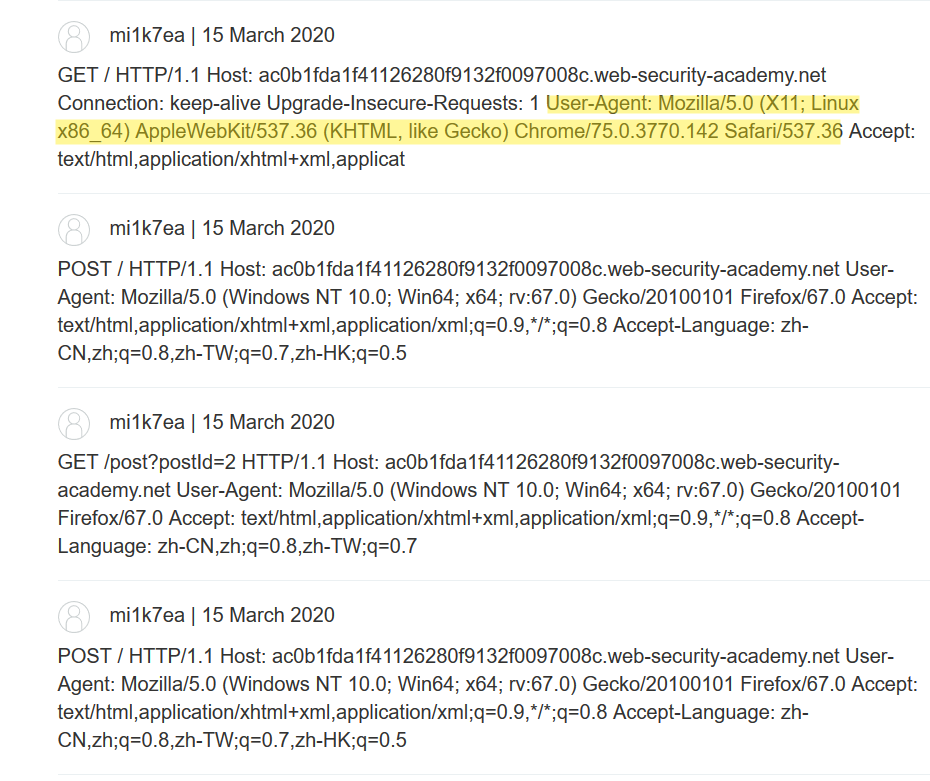 mi1k7ea | 15 March 2020
GET / HTTP/1.1 Host: ac0b1fda1f41126280f9132f0097008c.web-security-academy.net
Connection: keep-alive Upgrade-Insecure-Requests: 1 User-Agent: Mozilla/5.0 (X11; Linux
x86_64) AppleWebKit/537.36 (KHTML, like Gecko) Chrome/75.0.3770.142 Safari/537.36 Accept:
text/html,application/xhtml+xml,applicat
mi1k7ea | 15 March 2020
POST / HTTP/1.1 Host: ac0b1fda1f41126280f9132f0097008c.web-security-academy.net User-
Agent: Mozilla/5.0 (Windows NT 10.0; Win64; x64; rv:67.0) Gecko/20100101 Firefox/67.0 Accept:
text/html,application/xhtml+xml,application/xml;q=0.9,*/*;q=0.8 Accept-Language: zh-
CN,zh;q=0.8,zh-TW;q=0.7,zh-HK;q=0.5
mi1k7ea | 15 March 2020
GET /post?postId=2 HTTP/1.1 Host: ac0b1fda1f41126280f9132f0097008c.web-security-
academy.net User-Agent: Mozilla/5.0 (Windows NT 10.0; Win64; x64; rv:67.0) Gecko/20100101
Firefox/67.0 Accept: text/html,application/xhtml+xml,application/xml;q=0.9,*/*;q=0.8 Accept-
Language: zh-CN,zh;q=0.8,zh-TW;q=0.7
mi1k7ea | 15 March 2020
POST / HTTP/1.1 Host: ac0b1fda1f41126280f9132f0097008c.web-security-academy.net User-
Agent: Mozilla/5.0 (Windows NT 10.0; Win64; x64; rv:67.0) Gecko/20100101 Firefox/67.0 Accept:
text/html,application/xhtml+xml,application/xml;q=0.9,*/*;q=0.8 Accept-Language: zh-
CN,zh;q=0.8,zh-TW;q=0.7,zh-HK;q=0.5